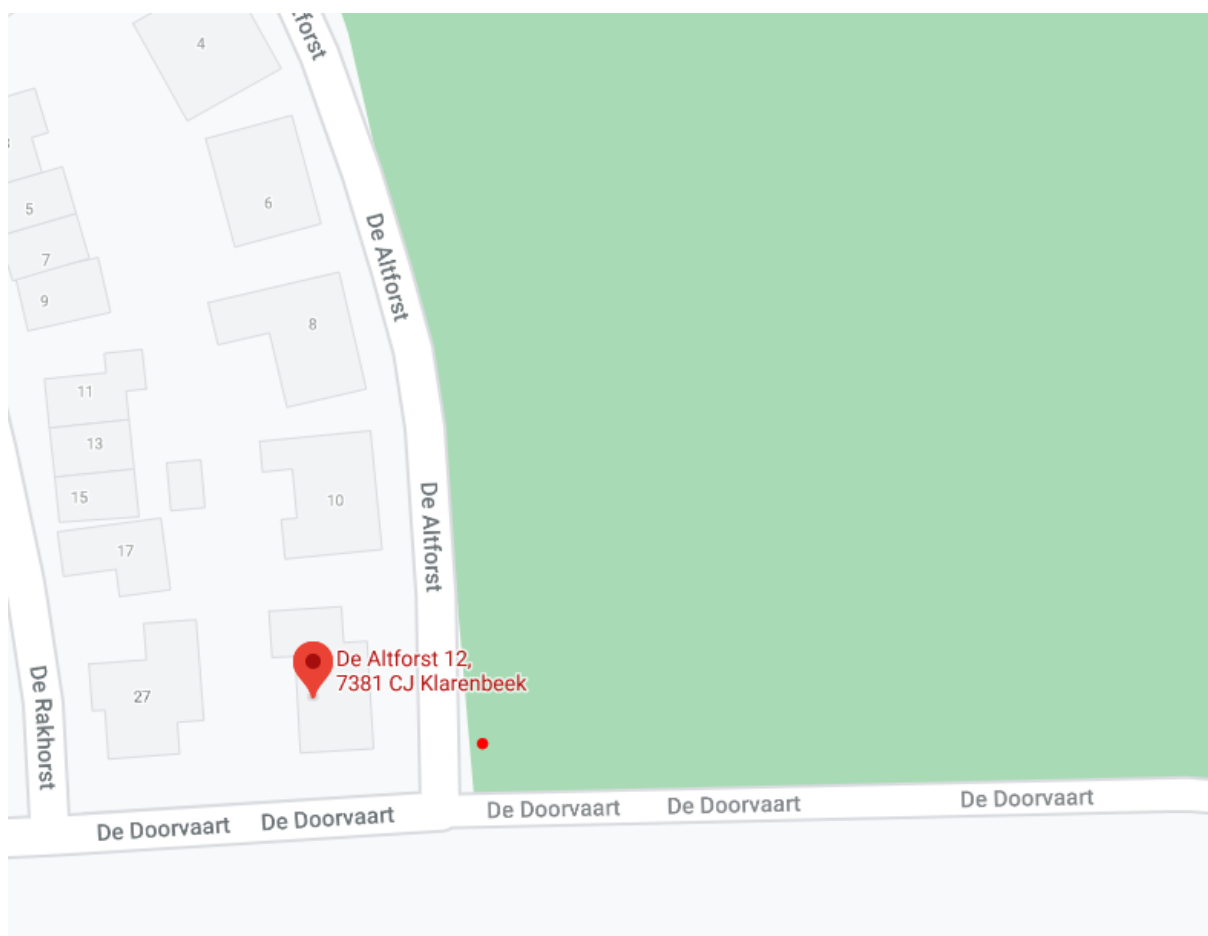 forst
4
6
5
De Altforst
7
9
8
11
13
15
10
De Altforst
17
De Altforst 12,
7381 CJ Klarenbeek
De Rakhorst
27
De Doorvaart
De Doorvaart
De Doorvaart
De Doorvaart
De Doorvaart